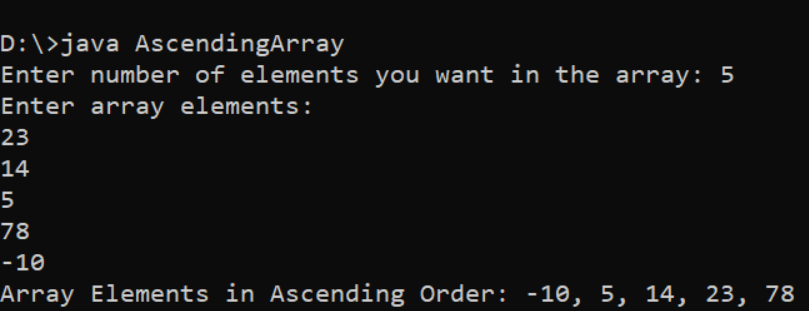 D:\>java AscendingArray
Enter number of elements you want in the array: 5
Enter array elements:
23
14
5
78
-10
Array Elements in Ascending Order: -10, 5, 14, 23, 78